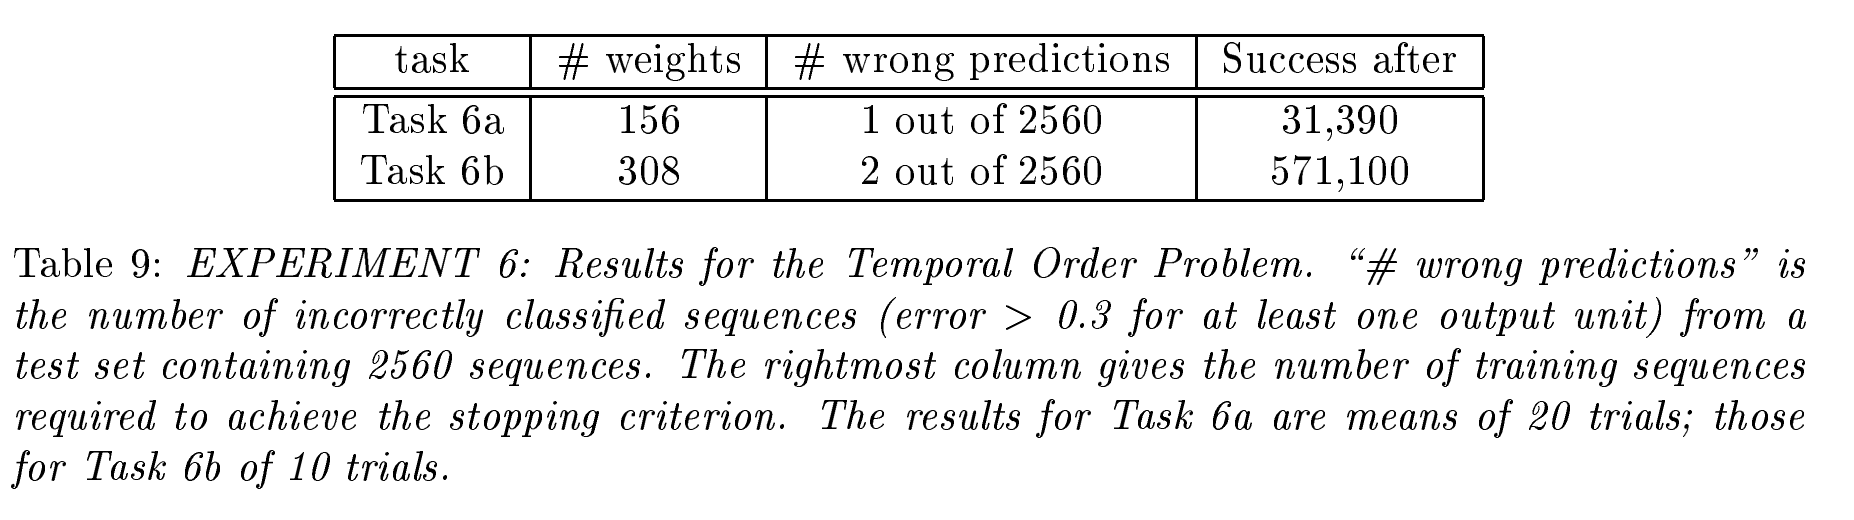 task # weights # wrong predictions Success after
Task 6a 156 1 out of 2560 31,390
Task 6b 308 2 out of 2560 571,100
Table 9: EXPERIMENT 6: Results for the Temporal Order Problem. “# wrong predictions” is
the number of incorrectly classified sequences (error > 0.3 for at least one output unit) from a
test set containing 2560 sequences. The rightmost column gives the number of training sequences
required to achieve the stopping criterion. The results for Task 6a are means of 20 trials; those
for Task 6b of 10 trials.